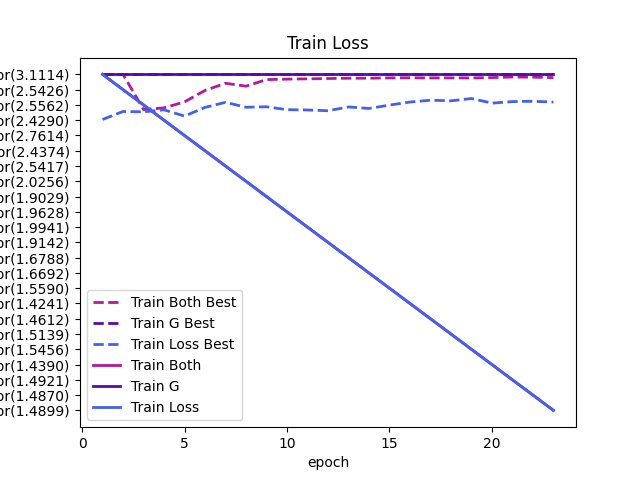 Train Loss
or(3.1114)
or(2.5426)
or(2.5562)
or(2.4290)
or(2.7614)
or(2.4374)
or(2.5417)
or(2.0256)
or(1.9029)
or(1.9628)
or(1.9941)
or(1.9142)
or(1.6788)
or(1.6692)
or(1.5590)
or(1.4241)
or(1.4612)
or(1.5139)
or(1.5456)
or(1.4390)
or(1.4921)
or(1.4870)
or(1.4899)
Train Both Best
Train G Best
Train Loss Best
Train Both
Train G
Train Loss
0 5 10 15 20
epoch